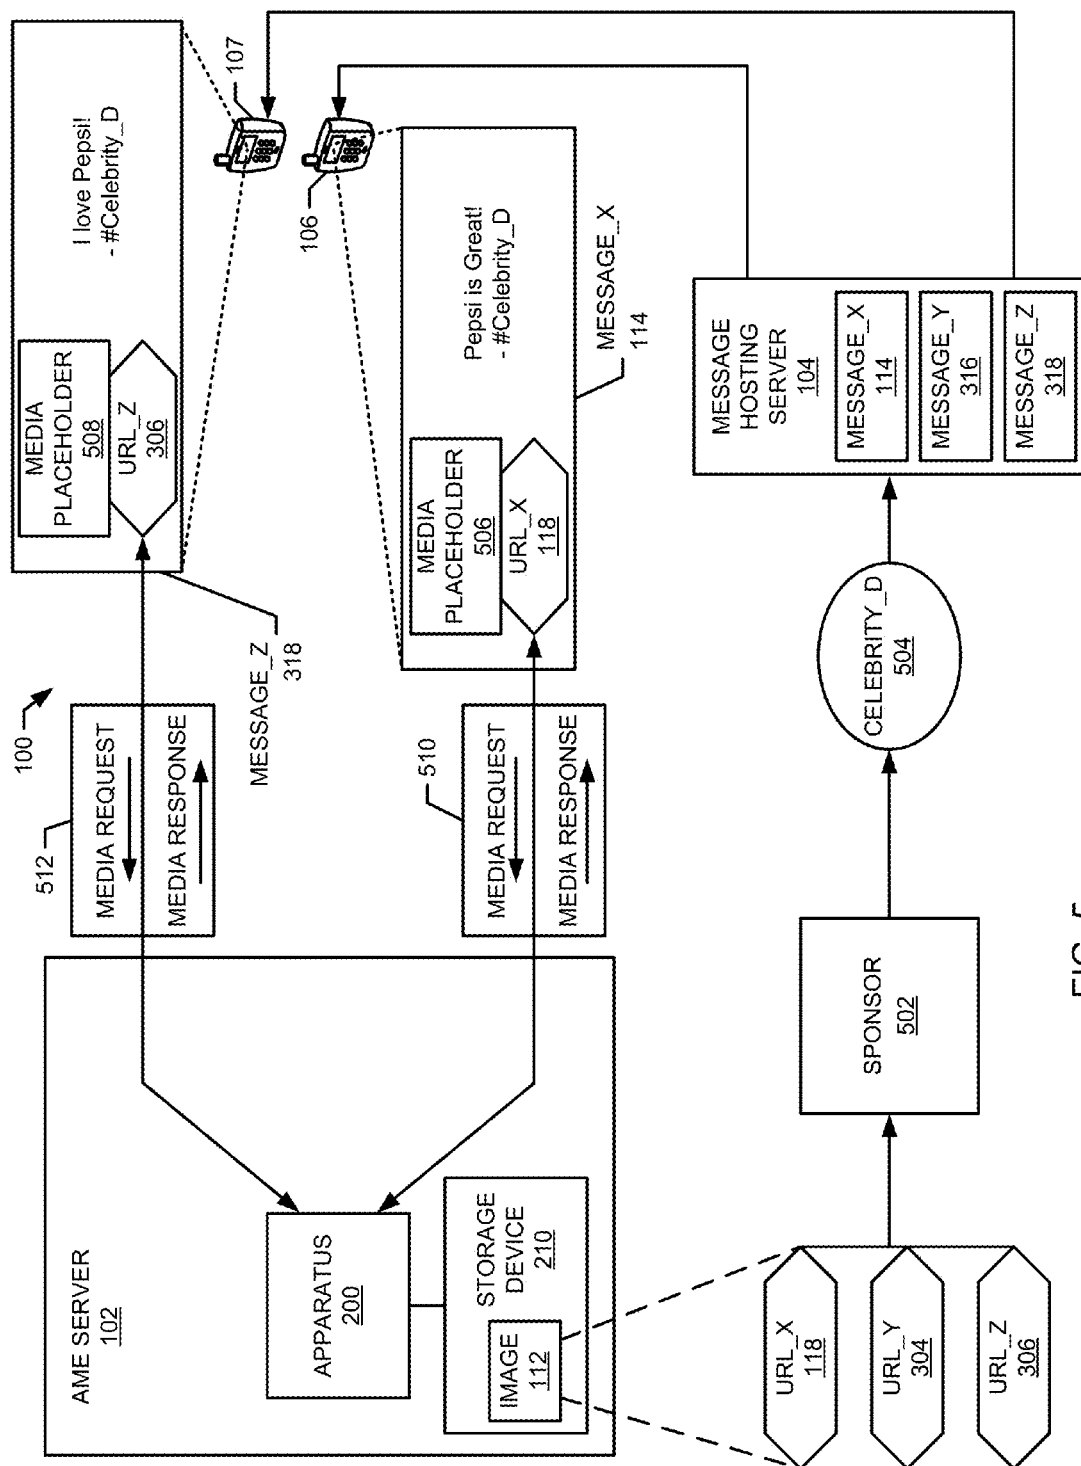 AME SERVER
102
APPARATUS
200
STORAGE
DEVICE
210
IMAGE
112
512
MEDIA REQUEST
MEDIA RESPONSE
100
510
MEDIA REQUEST
MEDIA RESPONSE
MESSAGE_Z
318
MEDIA
PLACEHOLDER
508
URL_Z
306
I love Pepsi!
- #Celebrity_D
107
106
MEDIA
PLACEHOLDER
506
URL_X
118
Pepsi is Great!
- #Celebrity_D
MESSAGE_X
114
URL_X
118
URL_Y
304
URL_Z
306
SPONSOR
502
CELEBRITY_D
504
MESSAGE
HOSTING
SERVER
104
MESSAGE_X
114
MESSAGE_Y
316
MESSAGE_Z
318